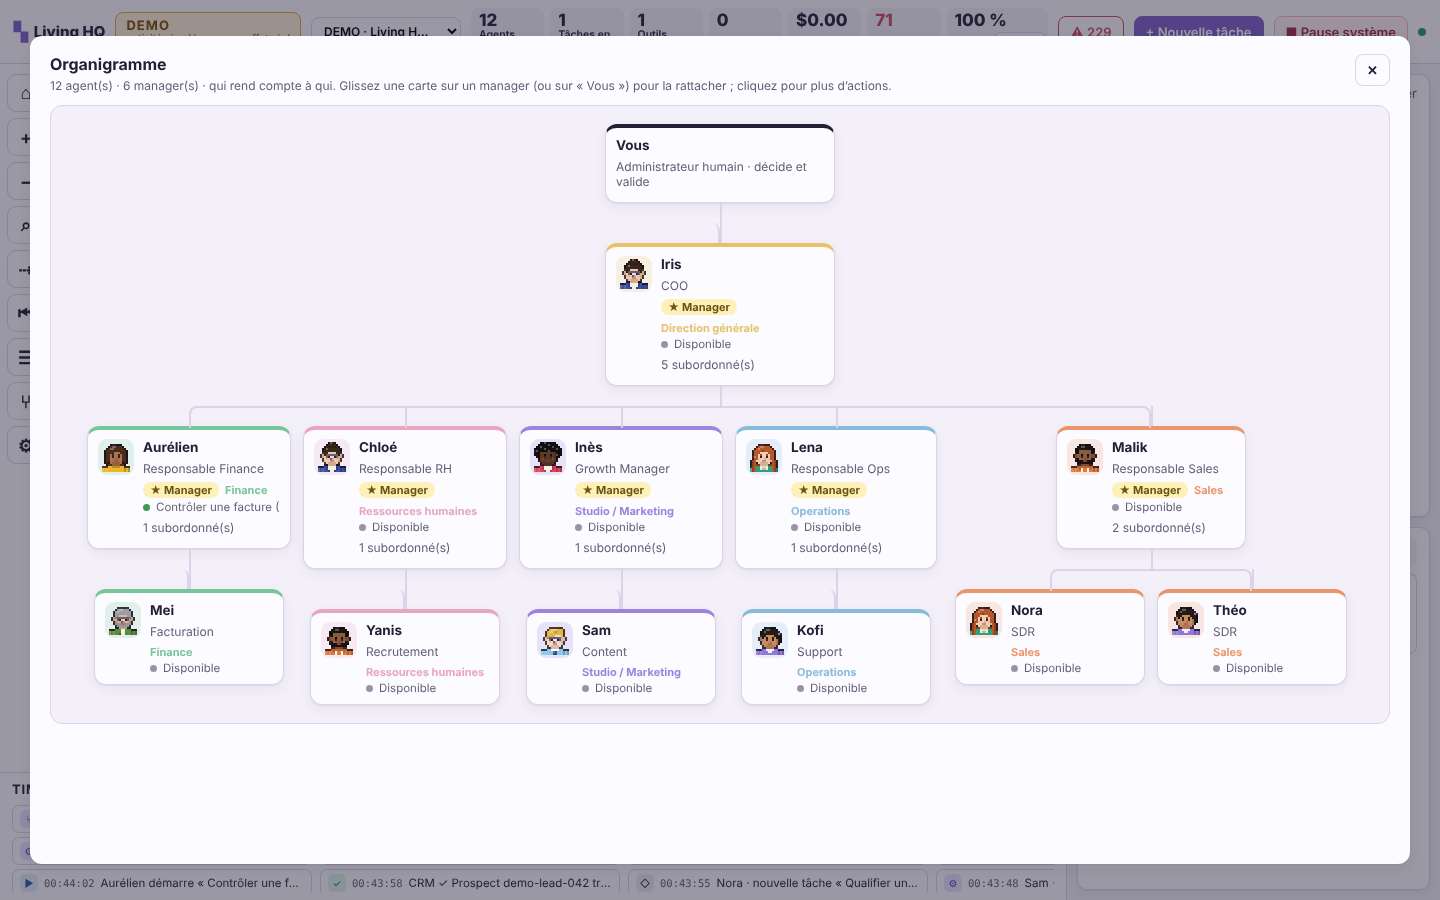 Living HQ
DEMO
DEMO · Living H...
12
Agents
1
Tâches en
1
Outils
0
$0.00
71
100 %
229
+ Nouvelle tâche
Pause système
Organigramme
12 agent(s) · 6 manager(s) · qui rend compte à qui. Glissez une carte sur un manager (ou sur « Vous ») pour la rattacher ; cliquez pour plus d’actions.
×
Vous
Administrateur humain · décide et
valide
Iris
COO
★ Manager
Direction générale
Disponible
5 subordonné(s)
Aurélien
Responsable Finance
★ Manager Finance
Contrôler une facture (
1 subordonné(s)
Chloé
Responsable RH
★ Manager
Ressources humaines
Disponible
1 subordonné(s)
Inès
Growth Manager
★ Manager
Studio / Marketing
Disponible
1 subordonné(s)
Lena
Responsable Ops
★ Manager
Operations
Disponible
1 subordonné(s)
Malik
Responsable Sales
★ Manager Sales
Disponible
2 subordonné(s)
Mei
Facturation
Finance
Disponible
Yanis
Recrutement
Ressources humaines
Disponible
Sam
Content
Studio / Marketing
Disponible
Kofi
Support
Operations
Disponible
Nora
SDR
Sales
Disponible
Théo
SDR
Sales
Disponible
00:44:02 Aurélien démarre « Contrôler une f...
00:43:58 CRM ✓ Prospect demo-lead-042 tr...
00:43:55 Nora · nouvelle tâche « Qualifier un...
00:43:48 Sam ·